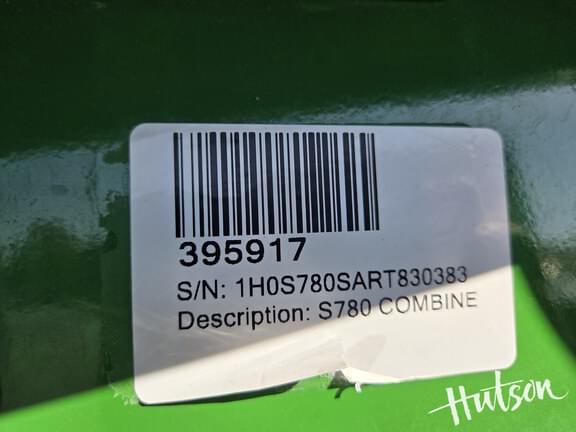 395917
S/N: 1H0S780SART830383
Description: S780 COMBINE
Hutson